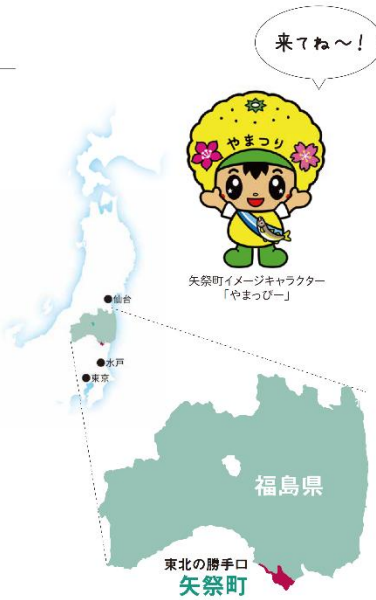 来てね〜！
やまつり
矢祭町イメージキャラクター
「やまっぴー」
●仙台
●水戸
●東京
福島県
東北の勝手口
矢祭町